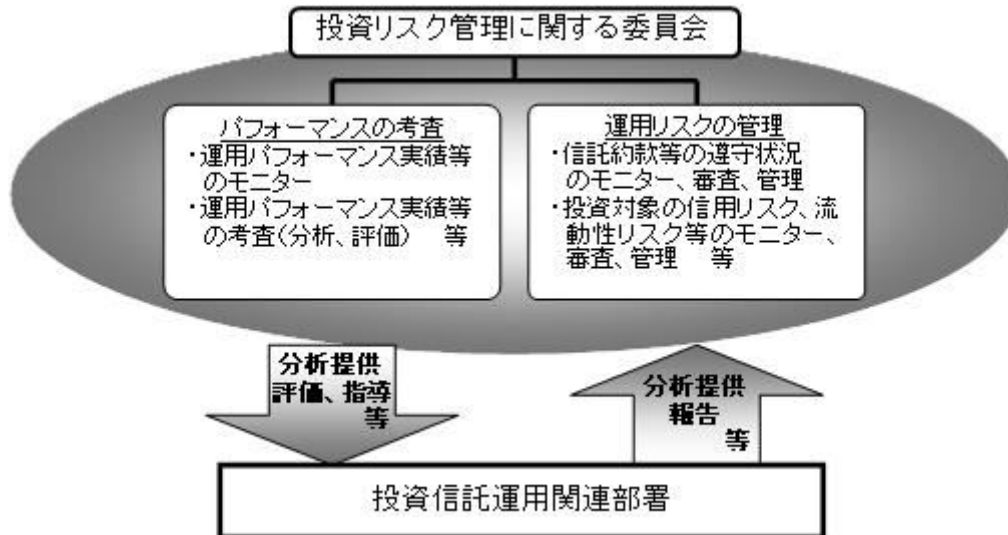 投資リスク管理に関する委員会
パフォーマンスの考査
・運用パフォーマンス実績等
のモニター
・運用パフォーマンス実績等
の考査(分析、評価) 等
運用リスクの管理
・信託約款等の遵守状況
のモニター、審査、管理
・投資対象の信用リスク、流
動性リスク等のモニター、
審査、管理 等
分析提供
評価、指導
等
分析提供
報告
等
投資信託運用関連部署